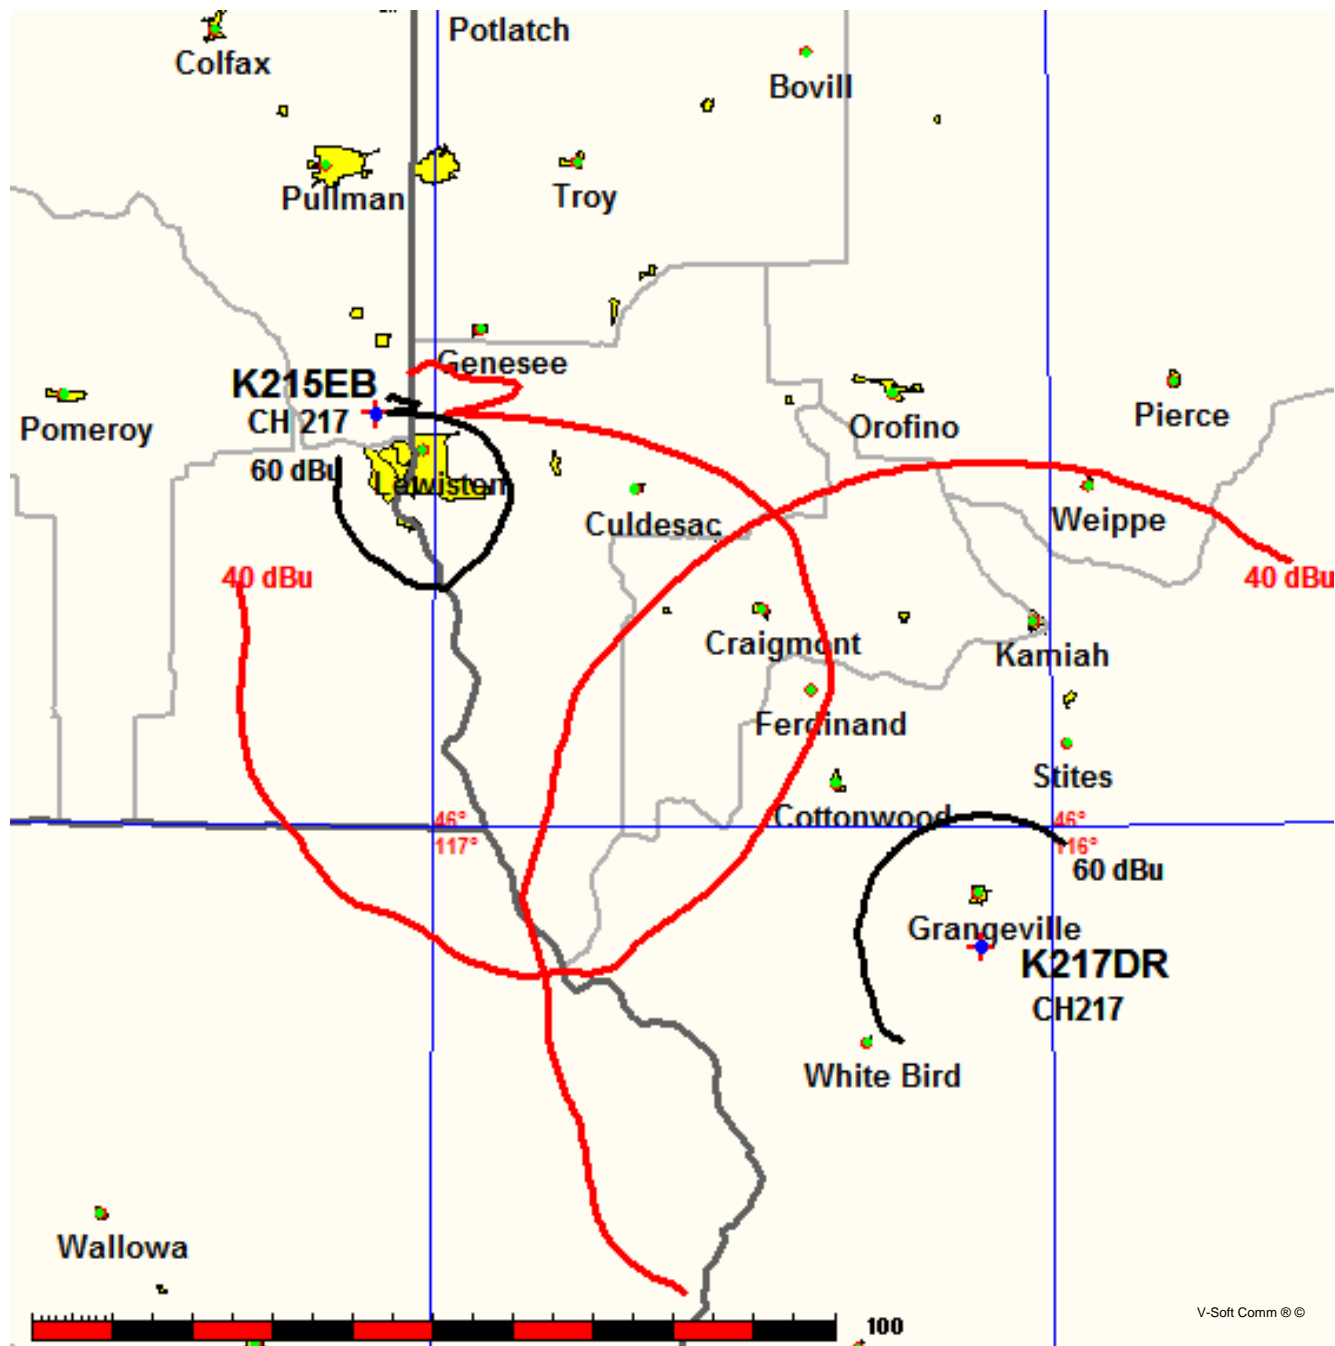 Potlatch
Colfax
Bovill
Pullman
Troy
Genesee
K215EB
CH 217
Pomeroy
Orofino
Pierce
60 dBu
Lewiston
Culdesac
Weippe
40 dBu
40 dBu
Craigmont
Kamiah
Ferdinand
Stites
Cottonwood
46°
117°
46°
116°
60 dBu
Grangeville
K217DR
CH217
White Bird
Wallowa
V-Soft Comm ® ©
100